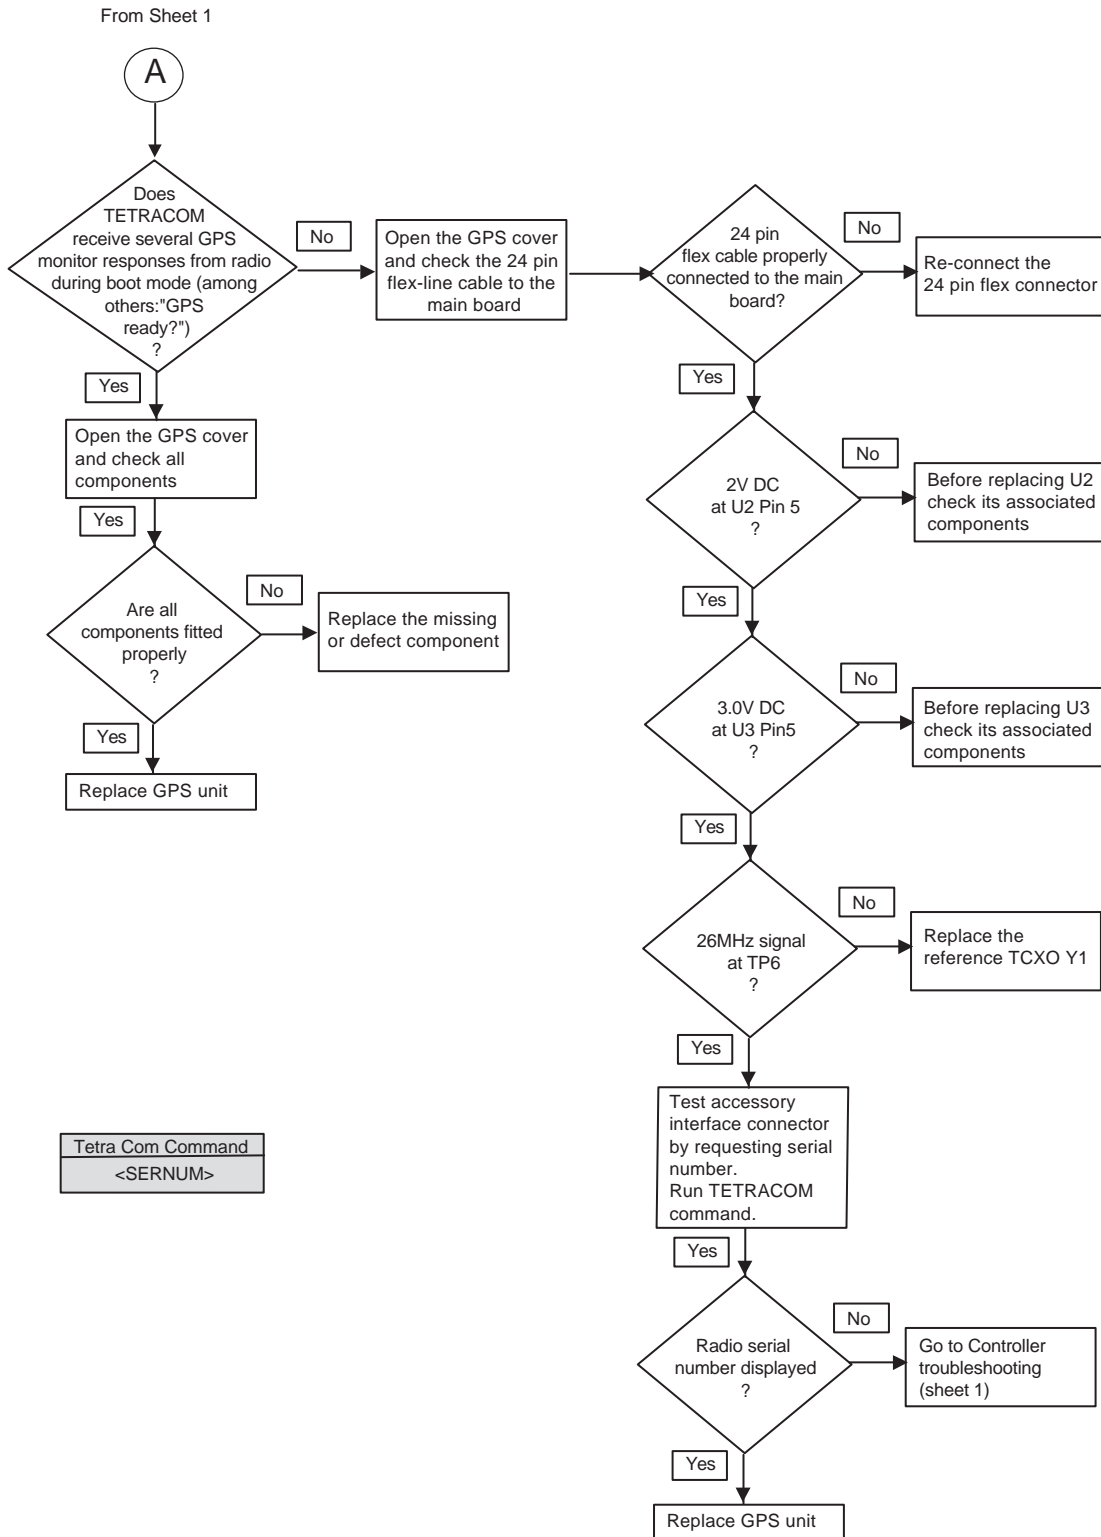 From Sheet 1
A
Does
TETRACOM
receive several GPS
monitor responses from radio
during boot mode (among
others:"GPS
ready?")
?
No
Open the GPS cover
and check the 24 pin
flex-line cable to the
main board
24 pin
flex cable properly
connected to the main
board?
No
Re-connect the
24 pin flex connector
Yes
Open the GPS cover
and check all
components
Yes
Are all
components fitted
properly
?
No
Replace the missing
or defect component
Yes
Replace GPS unit
Yes
2V DC
at U2 Pin 5
?
No
Before replacing U2
check its associated
components
Yes
3.0V DC
at U3 Pin5
?
No
Before replacing U3
check its associated
components
Yes
26MHz signal
at TP6
?
No
Replace the
reference TCXO Y1
Yes
Test accessory
interface connector
by requesting serial
number.
Run TETRACOM
command.
Tetra Com Command
<SERNUM>
Yes
Radio serial
number displayed
?
No
Go to Controller
troubleshooting
(sheet 1)
Yes
Replace GPS unit